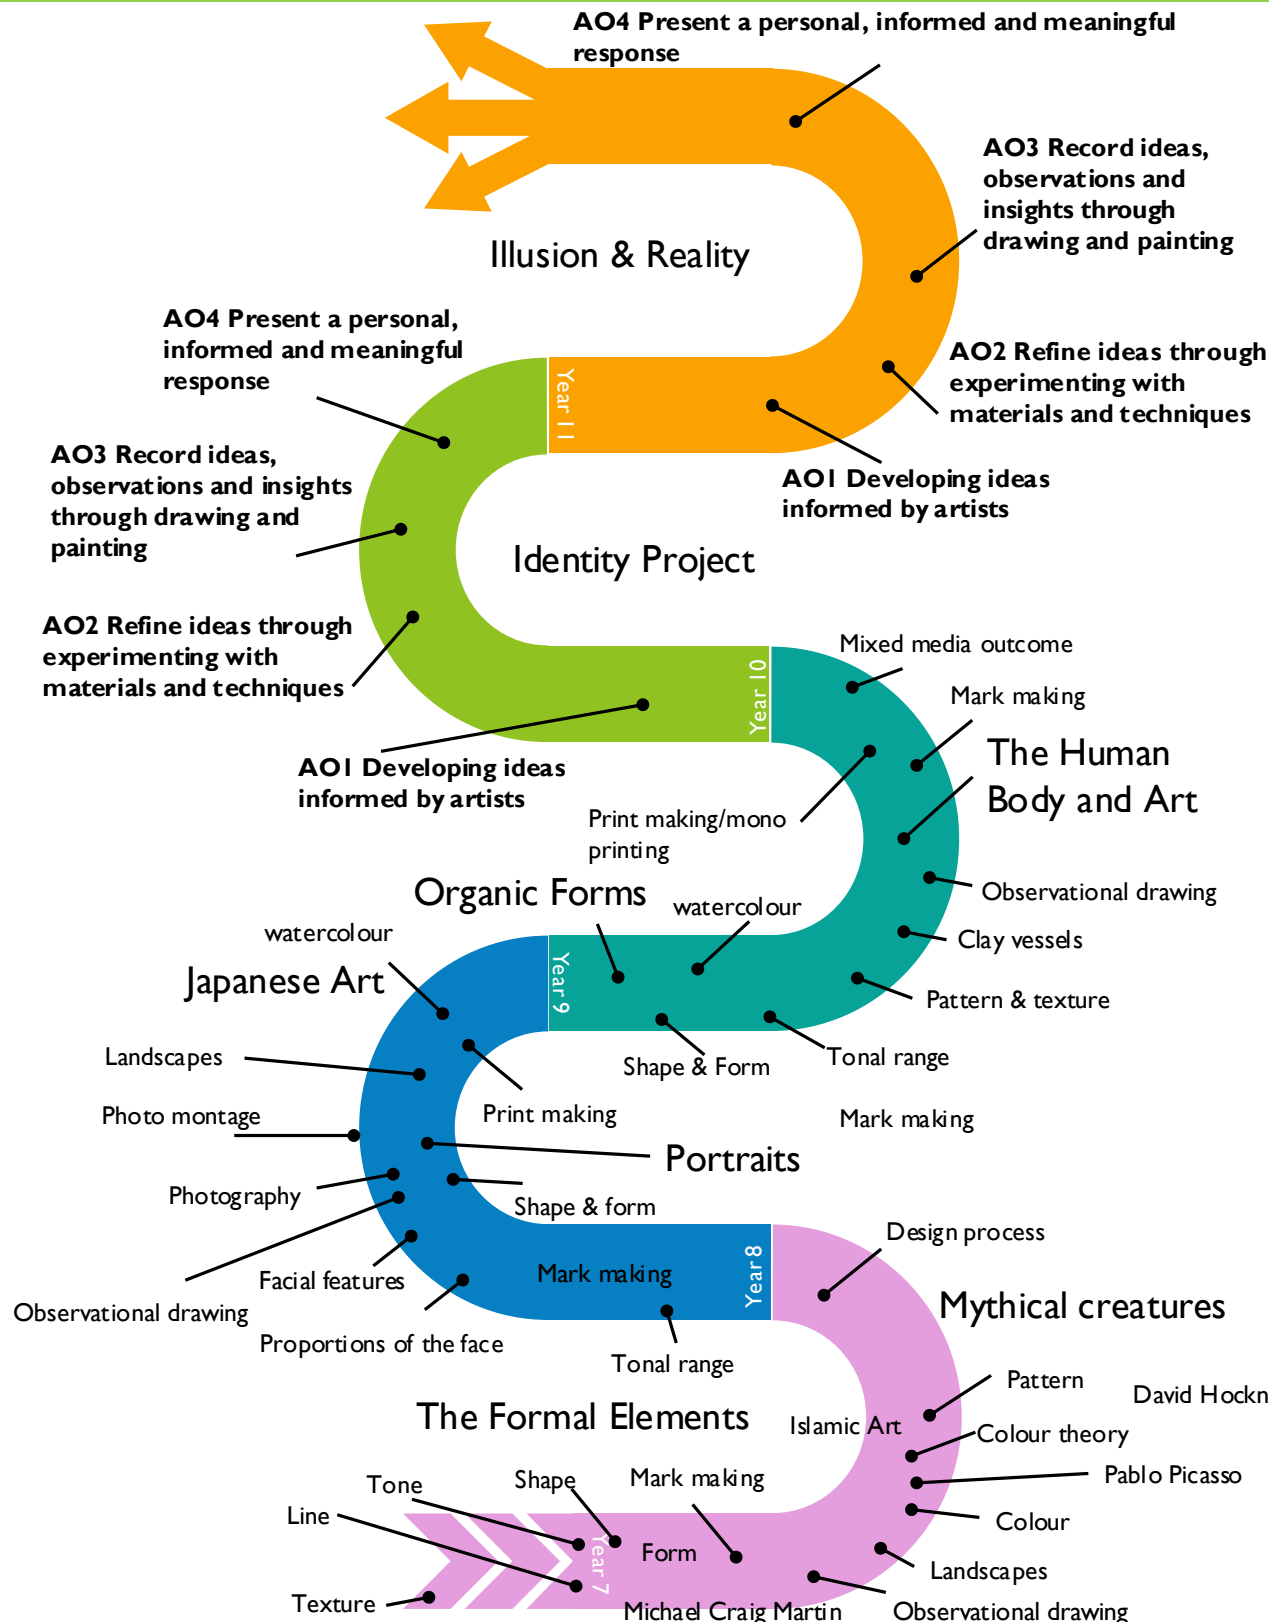 AO4 Present a personal, informed and meaningful
response
AO3 Record ideas,
observations and
insights through
drawing and painting
Illusion & Reality
AO4 Present a personal,
informed and meaningful
response
AO2 Refine ideas through
experimenting with
materials and techniques
Year 11
AO3 Record ideas,
observations and insights
through drawing and
painting
AO1 Developing ideas
informed by artists
Identity Project
AO2 Refine ideas through
experimenting with
materials and techniques
Mixed media outcome
Year 10
Mark making
The Human
Body and Art
AO1 Developing ideas
informed by artists
Print making/mono
printing
Organic Forms
Observational drawing
watercolour
watercolour
Clay vessels
Japanese Art
Year 9
Pattern & texture
Landscapes
Shape & Form
Tonal range
Photo montage
Print making
Mark making
Portraits
Photography
Shape & form
Design process
Facial features
Mark making
Year 8
Observational drawing
Mythical creatures
Proportions of the face
Tonal range
Pattern
David Hockn
The Formal Elements
Islamic Art
Colour theory
Tone
Shape
Mark making
Pablo Picasso
Line
Colour
Year 7
Form
Landscapes
Texture
Michael Craig Martin
Observational drawing